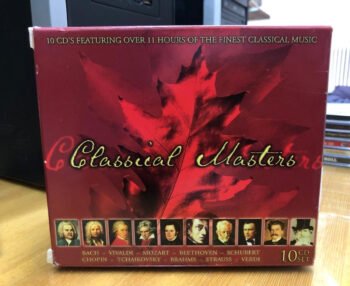 10 CD'S FEATURING OVER 11 HOURS OF THE FINEST CLASSICAL MUSIC
Classical Masters
BACH - VIVALDI - MOZART - BEETHOVEN - SCHUBERT
CHOPIN - TCHAIKOVSKY - BRAHMS - STRAUSS - VERDI
10 CD SET